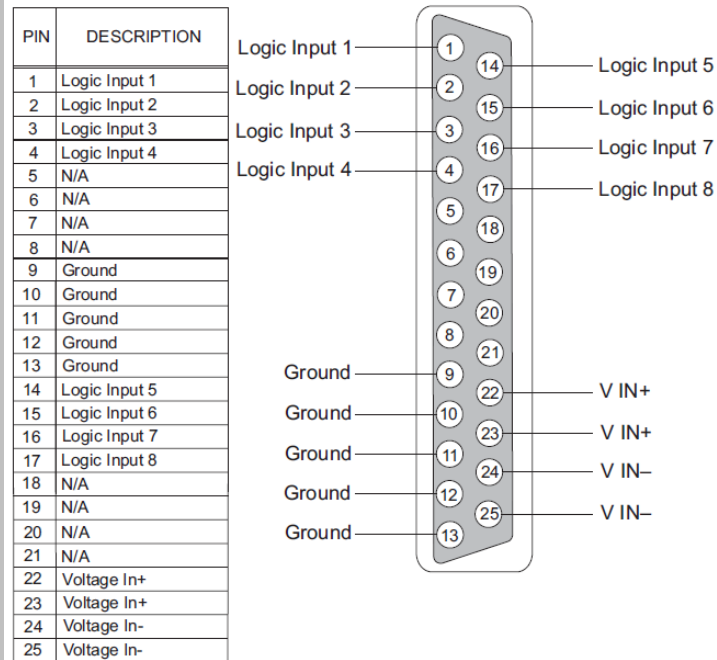 PIN DESCRIPTION
1 Logic Input 1
2 Logic Input 2
3 Logic Input 3
4 Logic Input 4
5 N/A
6 N/A
7 N/A
8 N/A
9 Ground
10 Ground
11 Ground
12 Ground
13 Ground
14 Logic Input 5
15 Logic Input 6
16 Logic Input 7
17 Logic Input 8
18 N/A
19 N/A
20 N/A
21 N/A
22 Voltage In+
23 Voltage In+
24 Voltage In-
25 Voltage In-
Logic Input 1 1
14 Logic Input 5
Logic Input 2 2
15 Logic Input 6
Logic Input 3 3
16 Logic Input 7
Logic Input 4 4
17 Logic Input 8
5
18
6
19
7
20
8
21
Ground 9
22 V IN+
Ground 10
23 V IN+
Ground 11
24 V IN–
Ground 12
25 V IN–
Ground 13